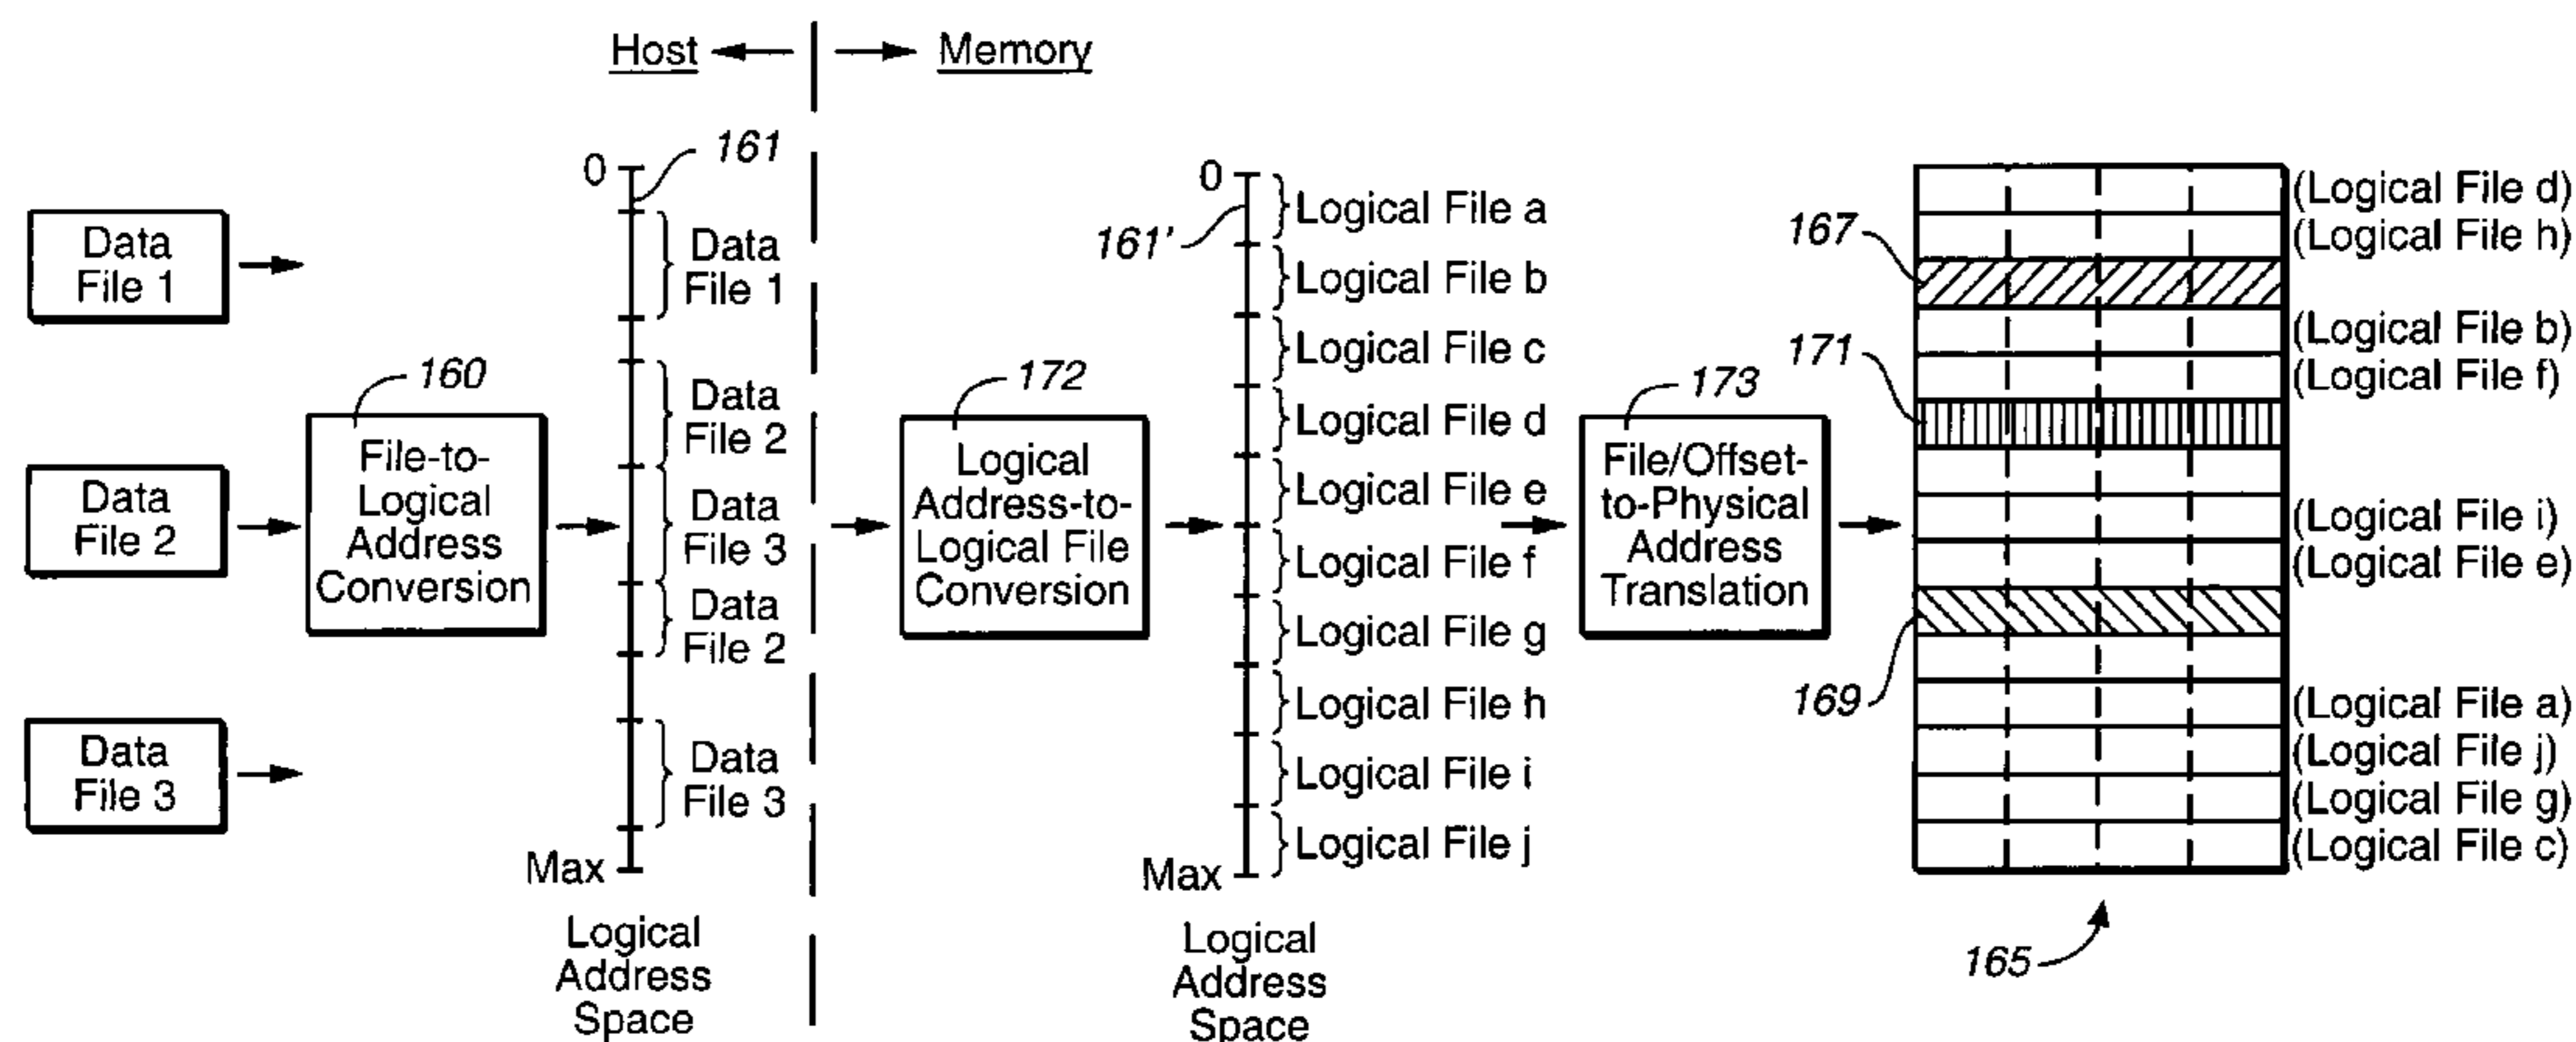 Host
Memory
Data
File 1
Data
File 2
Data
File 3
160
File-to-
Logical
Address
Conversion
0
161
Data
File 1
Data
File 2
Data
File 3
Data
File 2
Data
File 3
Max
Logical
Address
Space
172
Logical
Address-to-
Logical File
Conversion
0
161'
Logical File a
Logical File b
Logical File c
Logical File d
Logical File e
Logical File f
Logical File g
Logical File h
Logical File i
Logical File j
Max
Logical
Address
Space
173
File/Offset-
to-Physical
Address
Translation
167
171
169
(Logical File d)
(Logical File h)
(Logical File b)
(Logical File f)
(Logical File i)
(Logical File e)
(Logical File a)
(Logical File j)
(Logical File g)
(Logical File c)
165